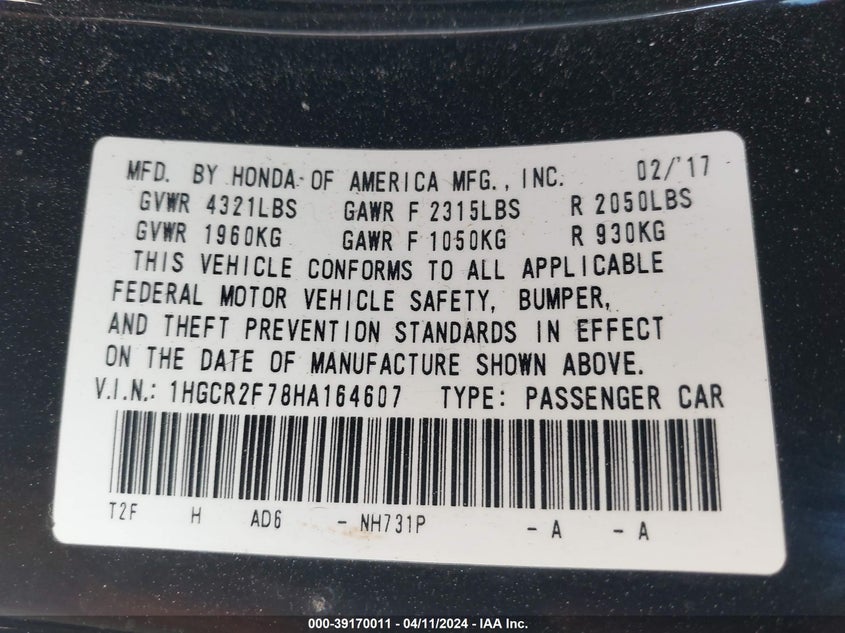 MFD. BY HONDA OF AMERICA MFG., INC. 02/'17
GVWR 4321LBS GAWR F 2315LBS R 2050LBS
GVWR 1960KG GAWR F 1050KG R 930KG
THIS VEHICLE CONFORMS TO ALL APPLICABLE
FEDERAL MOTOR VEHICLE SAFETY, BUMPER,
AND THEFT PREVENTION STANDARDS IN EFFECT
ON THE DATE OF MANUFACTURE SHOWN ABOVE.
V.I.N.: 1HGCR2F78HA164607 TYPE: PASSENGER CAR
T2F H AD6 - NH731P - A - A
000-39170011 - 04/11/2024 - IAA Inc.